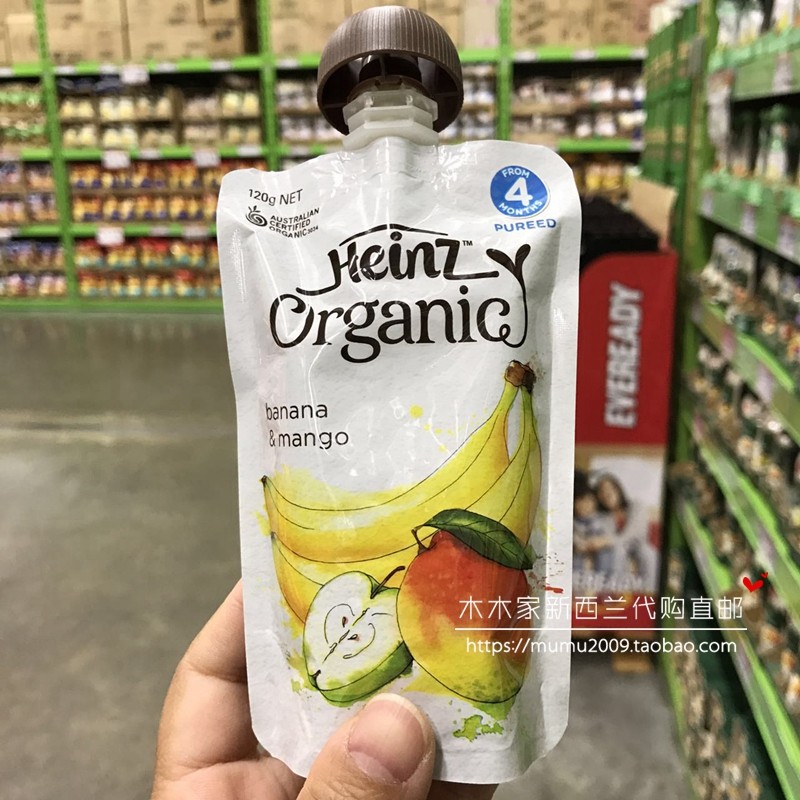 120g NET
AUSTRALIAN
CERTIFIED
ORGANIC
FROM
4
MONTHS
PUREED
Heinz™
Organic
banana
& mango
EVEREADY
木木家新西兰代购直邮
https://mumu2009.taobao.com